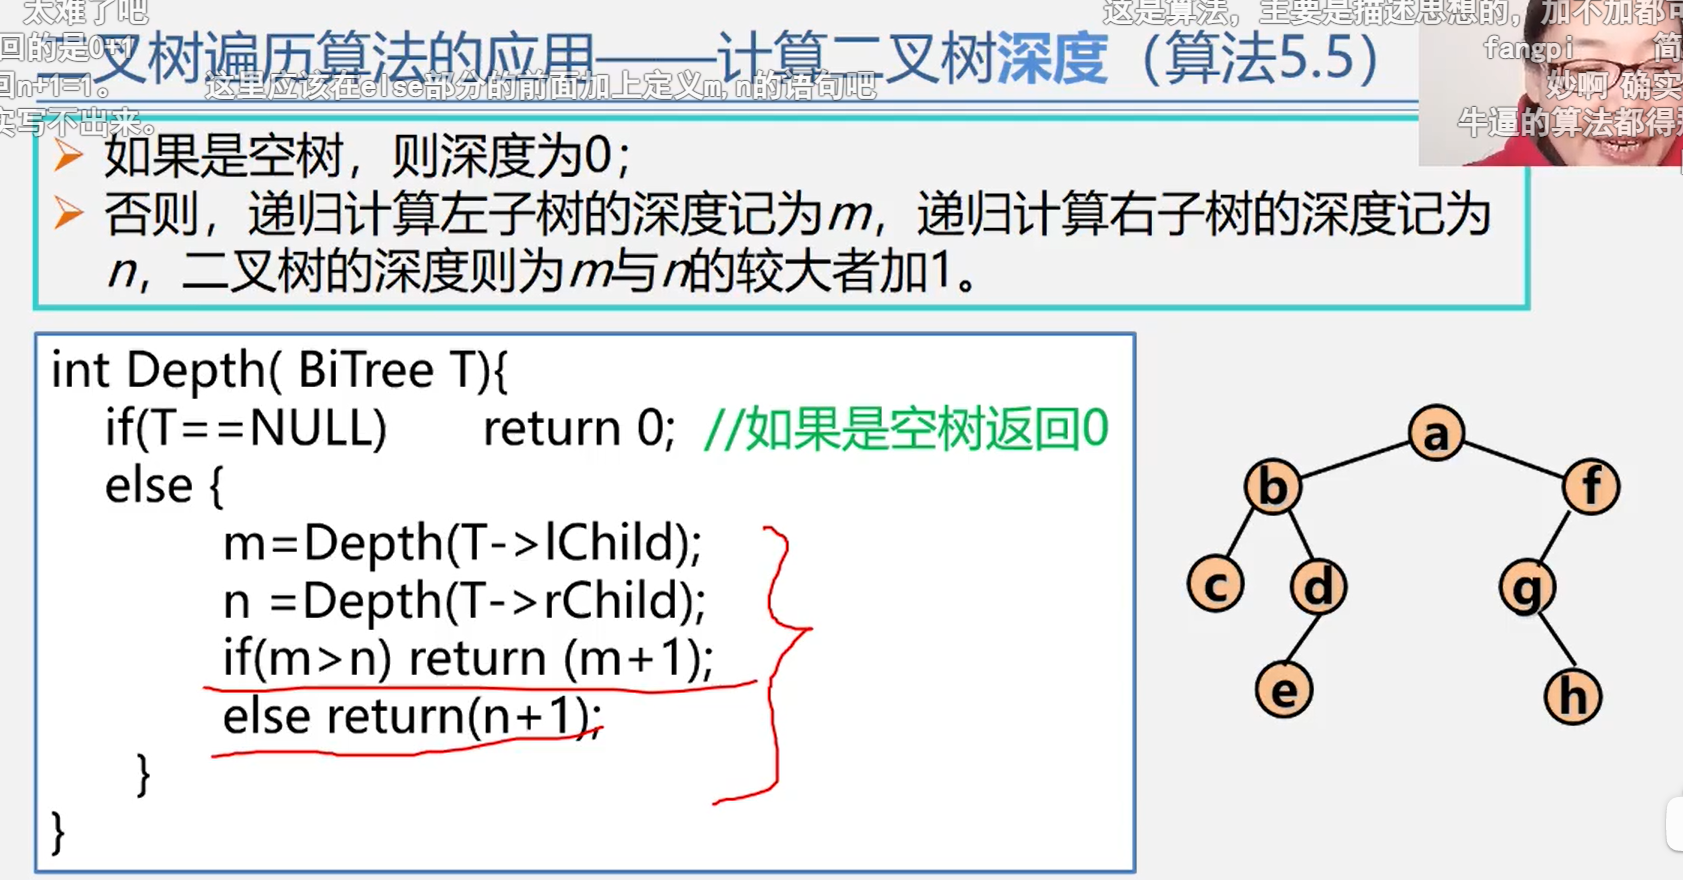 太难了吧
这是算法，主要是描述思想的，加不加都可
回的是0+1
二叉树遍历算法的应用——计算二叉树深度（算法5.5）
fangpi
简
回n+1=1。
这里应该在else部分的前面加上定义m,n的语句吧
妙啊 确实
实写不出来。
牛逼的算法都得
如果是空树，则深度为0；
否则，递归计算左子树的深度记为m，递归计算右子树的深度记为
n，二叉树的深度则为m与n的较大者加1。
int Depth( BiTree T){
if(T==NULL) return 0; //如果是空树返回0
else {
m=Depth(T->lChild);
n =Depth(T->rChild);
if(m>n) return (m+1);
else return(n+1);
}
}
a
b f
c d g
e h